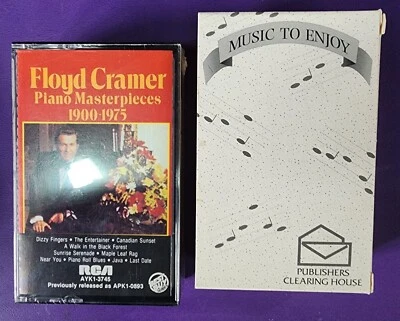 Floyd Cramer
Piano Masterpieces
1900-1975
Dizzy Fingers • The Entertainer • Canadian Sunset
A Walk in the Black Forest
Sunrise Serenade • Maple Leaf Rag
Near You • Piano Roll Blues • Java • Last Date
RCA
AYK1-3745
Previously released as APK1-0893
MUSIC TO ENJOY
PUBLISHERS
CLEARING HOUSE